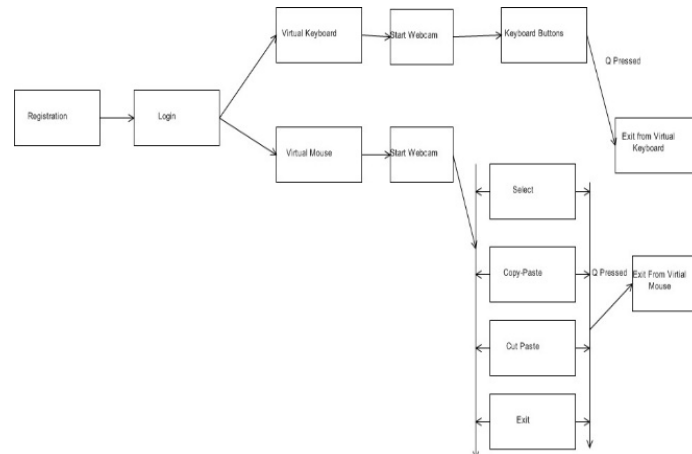 Virtual Keyboard
Start Webcam
Keyboard Buttons
Q Pressed
Registration
Login
Exit from Virtual
Keyboard
Virtual Mouse
Start Webcam
Select
Copy-Paste
Q Pressed
Exit From Virtial
Mouse
Cut Paste
Exit